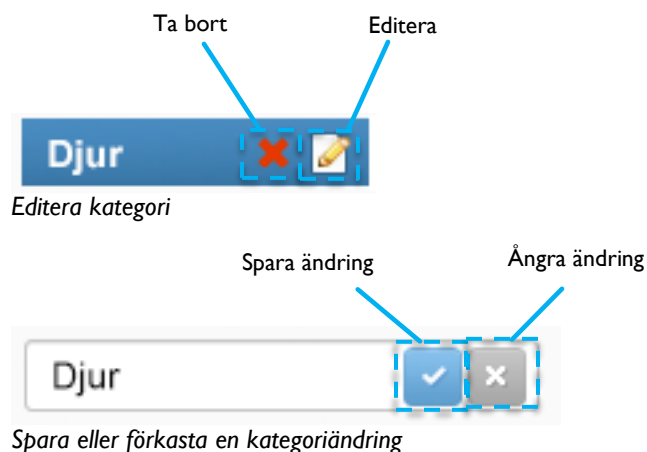 Ta bort Editera
Djur
Editera kategori
Spara ändring Ångra ändring
Djur
Spara eller förkasta en kategoriändring